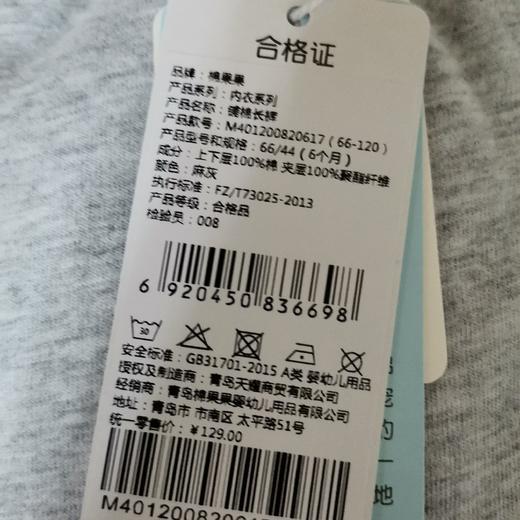 合格证
品牌：棉果果
产品系列：内衣系列
产品名称：铺棉长裤
产品款号：M401200820617（66-120）
产品型号和规格：66/44（6个月）
成分：上下层100%棉 夹层100%聚酯纤维
颜色：麻灰
执行标准：FZ/T73025-2013
产品等级：合格品
检验员：008
6 920450 836698
30
安全标准：GB31701-2015 A类 婴幼儿用品
授权及制造商：青岛天耀商贸有限公司
经销商：青岛棉果果婴幼儿用品有限公司
地址：青岛市 市南区 太平路51号
统一零售价：￥129.00
M4012008206
的
一
地